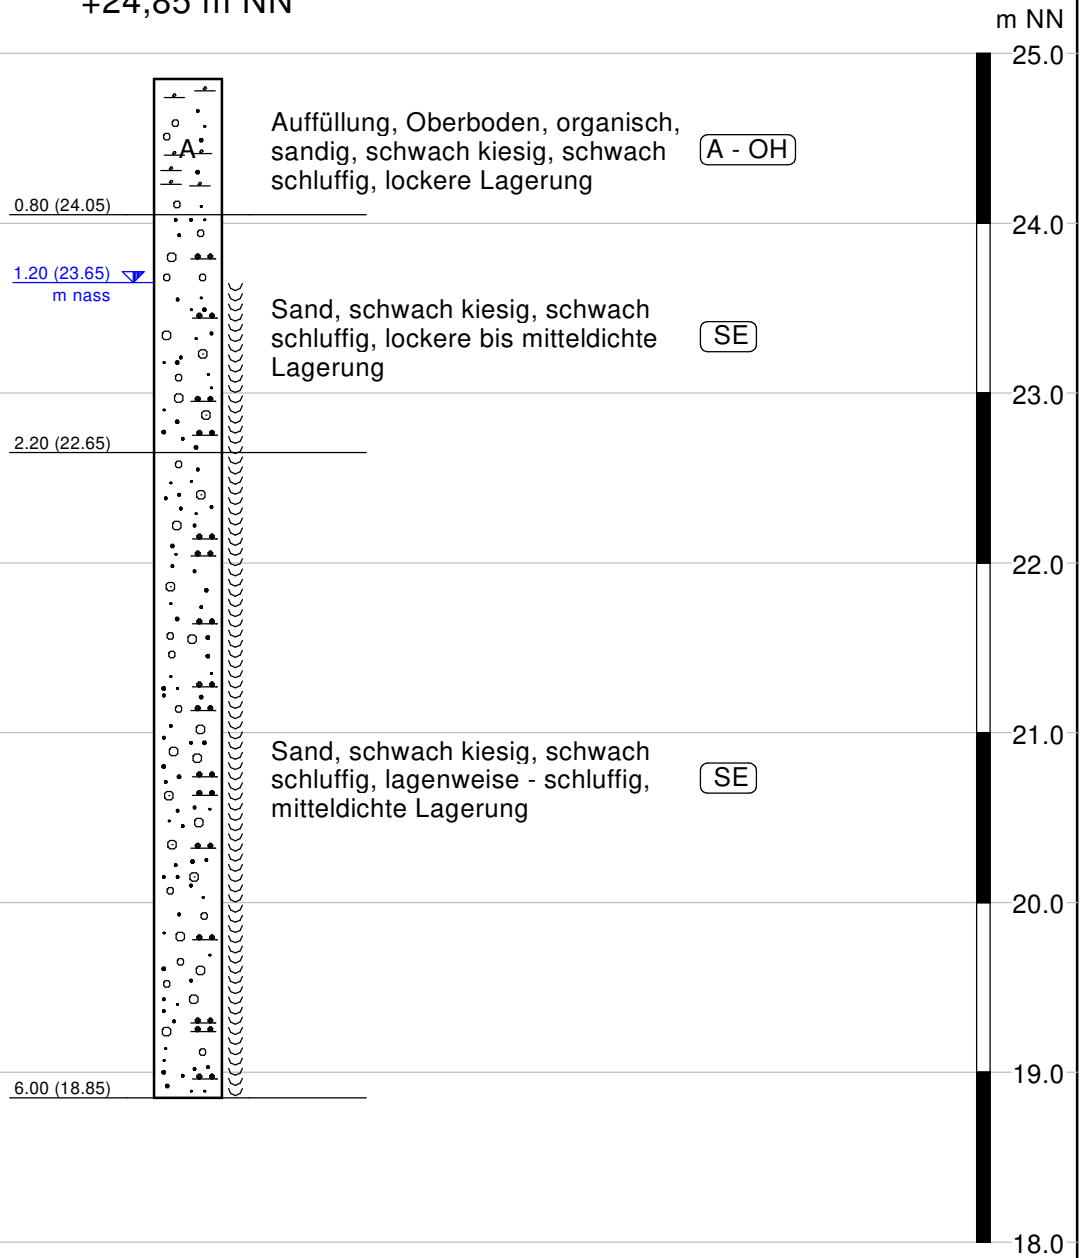 +24,85 m NN
m NN
25.0
Auffüllung, Oberboden, organisch,
sandig, schwach kiesig, schwach
schluffig, lockere Lagerung
A - OH
A
0.80 (24.05)
24.0
1.20 (23.65)
m nass
Sand, schwach kiesig, schwach
schluffig, lockere bis mitteldichte
Lagerung
SE
23.0
2.20 (22.65)
22.0
21.0
Sand, schwach kiesig, schwach
schluffig, lagenweise - schluffig,
mitteldichte Lagerung
SE
20.0
19.0
6.00 (18.85)
18.0